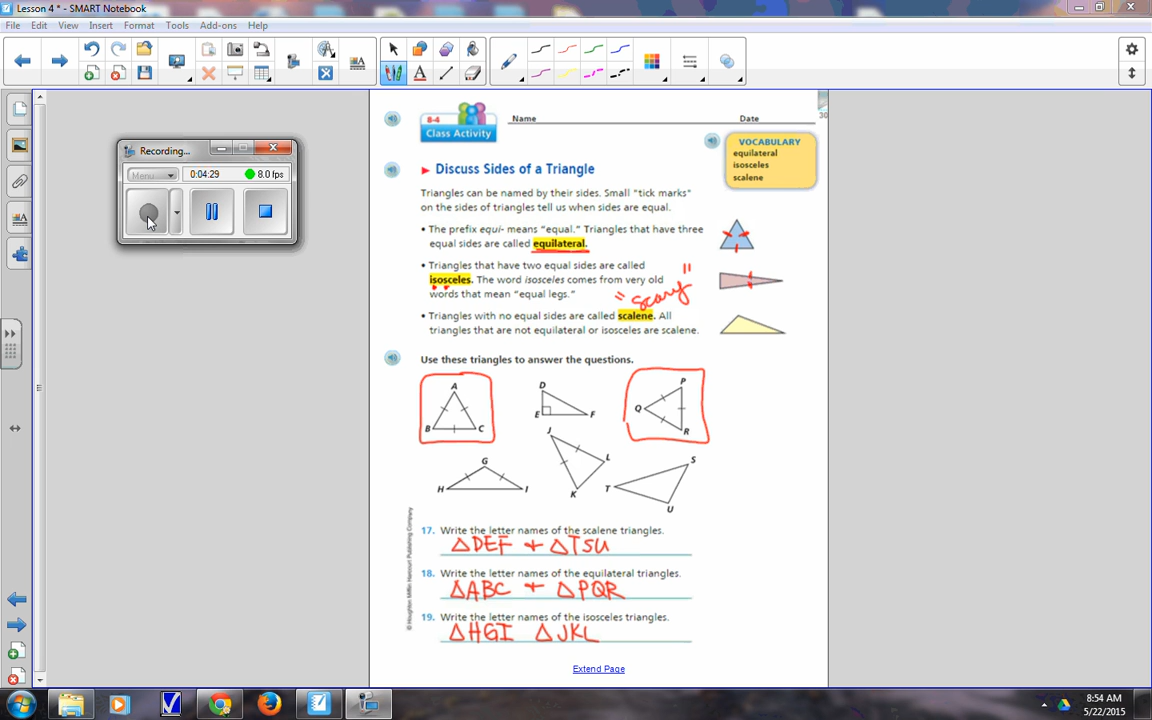 Lesson 4 * - SMART Notebook
File Edit View Insert Format Tools Add-ons Help
Recording...
Menu 0:04:29 8.0 fps
30
8-4
Class Activity
Name Date
VOCABULARY
equilateral
isosceles
scalene
► Discuss Sides of a Triangle
Triangles can be named by their sides. Small "tick marks"
on the sides of triangles tell us when sides are equal.
• The prefix equi- means "equal." Triangles that have three
equal sides are called equilateral.
• Triangles that have two equal sides are called
isosceles. The word isosceles comes from very old
words that mean "equal legs."
"scary"
• Triangles with no equal sides are called scalene. All
triangles that are not equilateral or isosceles are scalene.
Use these triangles to answer the questions.
A
B C
D
E F
P
Q
R
J
L
K
G
H I
S
T
U
17. Write the letter names of the scalene triangles.
△DEF + △TSU
18. Write the letter names of the equilateral triangles.
△ABC + △PQR
19. Write the letter names of the isosceles triangles.
△HGI △JKL
© Houghton Mifflin Harcourt Publishing Company
Extend Page
8:54 AM
5/22/2015